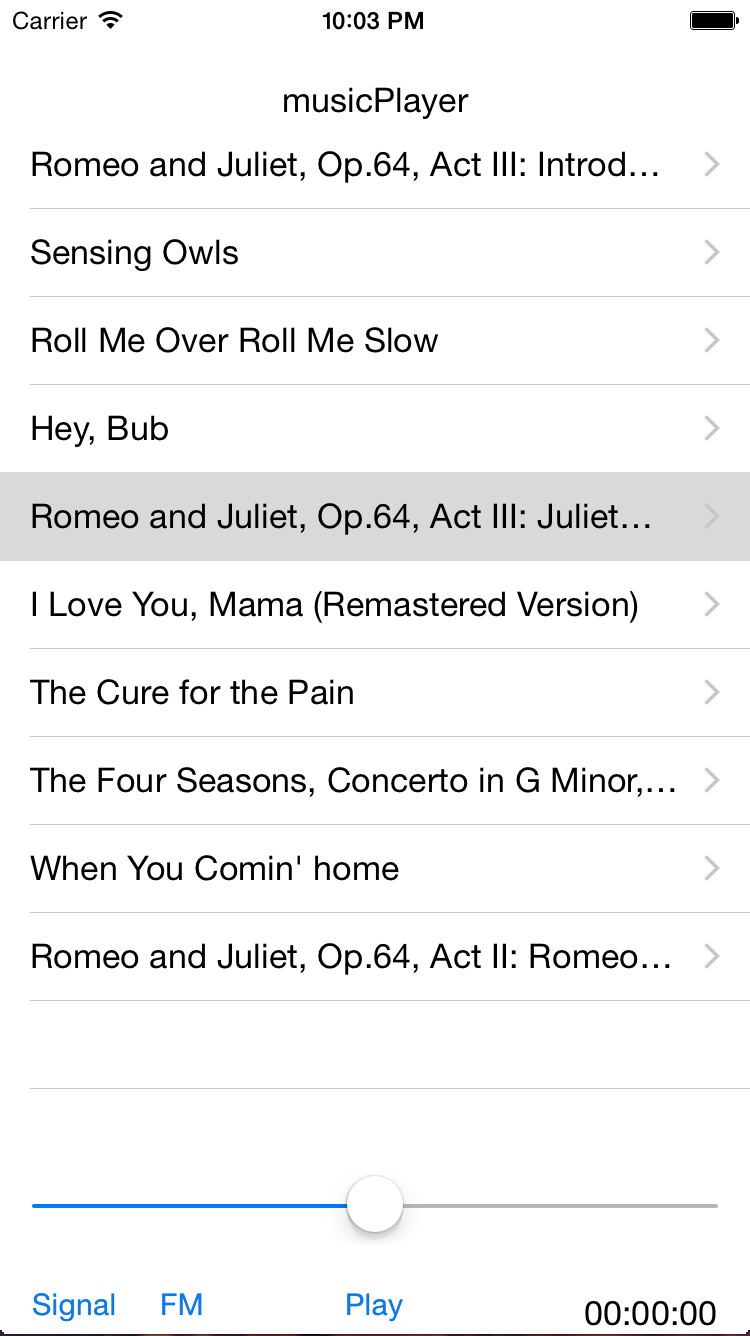 Carrier 10:03 PM
musicPlayer
Romeo and Juliet, Op.64, Act III: Introd…
Sensing Owls
Roll Me Over Roll Me Slow
Hey, Bub
Romeo and Juliet, Op.64, Act III: Juliet…
I Love You, Mama (Remastered Version)
The Cure for the Pain
The Four Seasons, Concerto in G Minor,…
When You Comin' home
Romeo and Juliet, Op.64, Act II: Romeo…
Signal FM Play 00:00:00